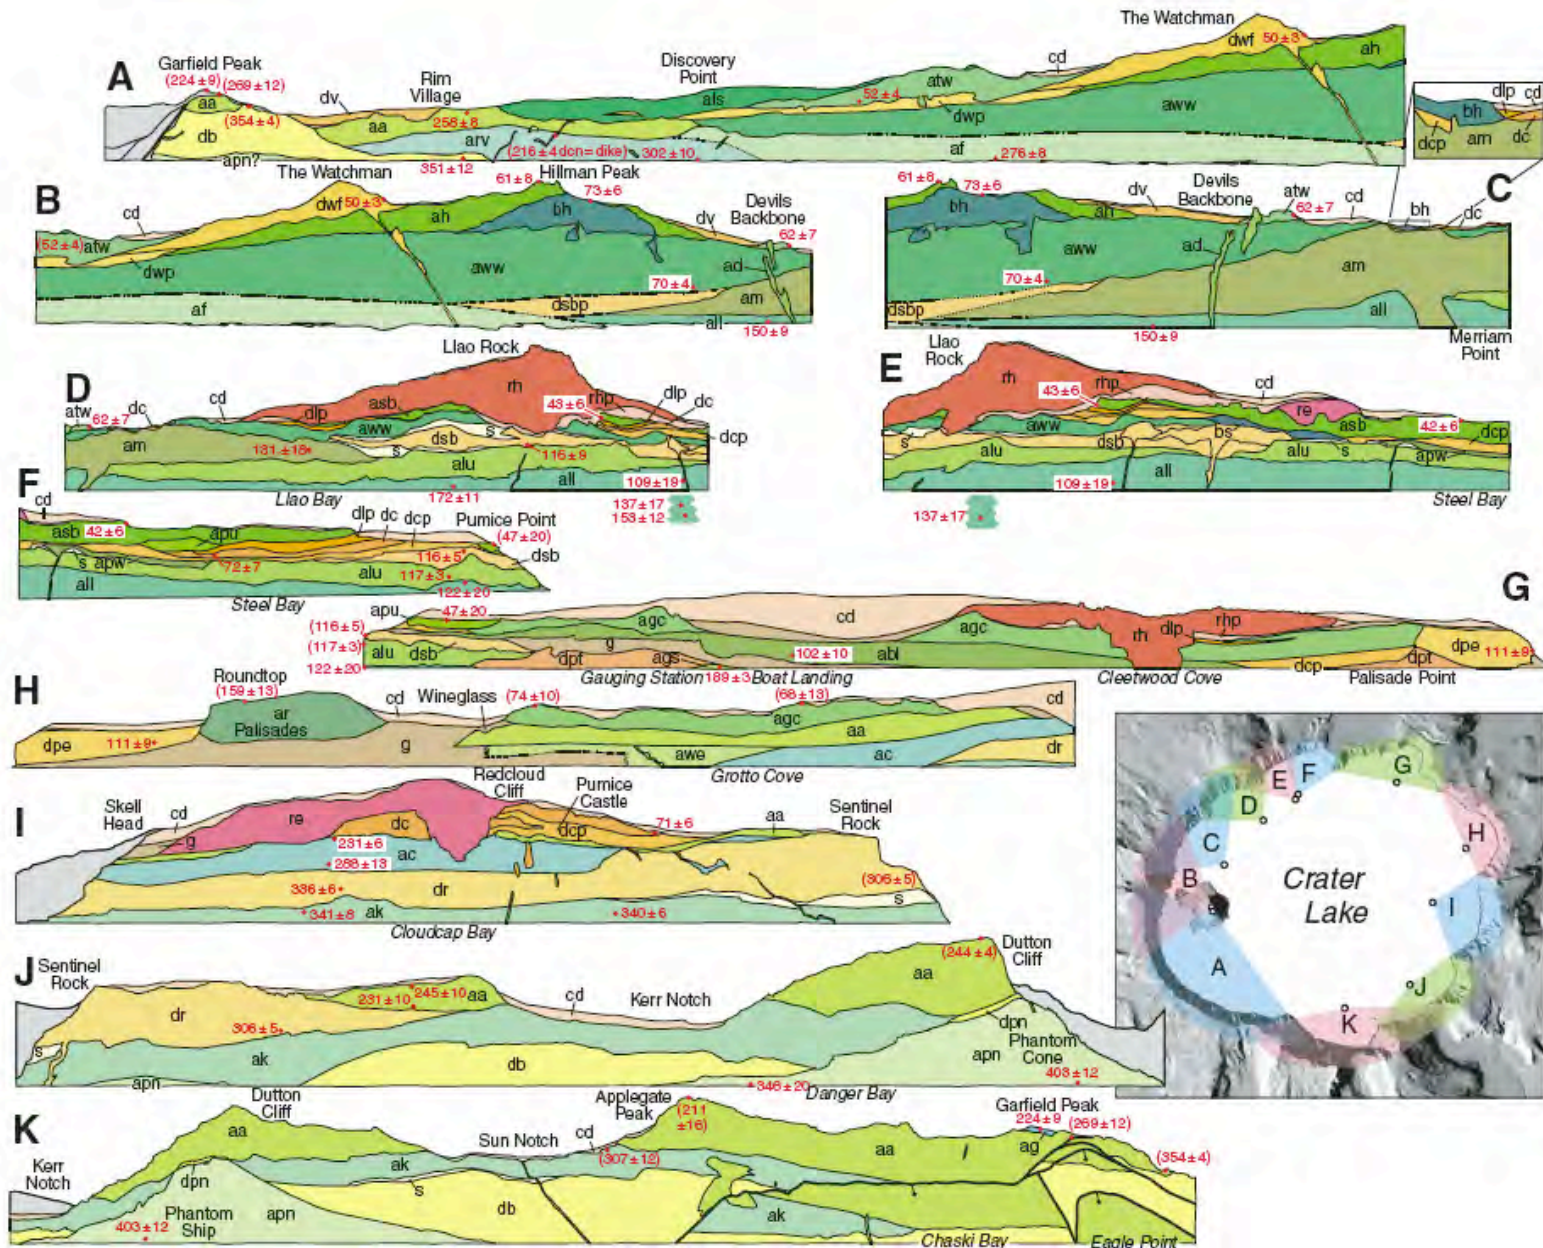 A
Garfield Peak
(224±9) (269±12)
aa
(354±4)
db
apn?
dv
Rim
Village
258±8
aa
arv
351±12
(216±4 dcn=dike)
302±10
Discovery
Point
als
atw
52±4
dwp
af
276±8
cd
The Watchman
dwf 50±3
ah
aww
bh
dlp cd
dcp
am
dc
B
(52±4) atw
cd
dwp
The Watchman
dwf 50±3
ah
61±8 Hillman Peak
73±6
bh
aww
af
dsbp
70±4
dv
Devils
Backbone
62±7
ad
am
all
150±9
C
61±8
73±6
bh
ah
dv
Devils
Backbone
atw
62±7
cd
bh
dc
aww
ad
am
70±4
dsbp
all
150±9
Merriam
Point
D
Llao Rock
atw
62±7
dc
cd
dlp
asb
rh
rhp
43±6
dlp
dc
dcp
am
aww
s
dsb
s
131±18
alu
116±9
all
109±19
172±11
Llao Bay
137±17
153±12
E
Llao
Rock
rh
43±6
rhp
cd
re
asb
42±6
dcp
s
aww
dsb
bs
alu
alu
s
apw
all
109±19
137±17
Steel Bay
F
cd
asb 42±6
apu
dlp dc dcp
Pumice Point
(47±20)
dsb
s apw
72±7
116±5
alu
117±3
all
122±20
Steel Bay
G
apu
47±20
(116±5)
(117±3)
122±20
alu
dsb
agc
g
dpt
ags
cd
102±10
abl
agc
rh
dlp
rhp
dcp
dpt
dpe
111±9
Gauging Station 189±3 Boat Landing
Cleetwood Cove
Palisade Point
H
Roundtop
(159±13)
ar
Palisades
dpe
111±9
cd
Wineglass
(74±10)
(68±13)
agc
cd
g
aa
awe
ac
dr
Grotto Cove
I
Skell
Head
cd
g
re
Redcloud
Cliff
Pumice
Castle
dc
dcp
71±6
aa
Sentinel
Rock
231±6
ac
288±13
336±6
dr
(306±5)
s
341±8 ak
340±6
Cloudcap Bay
J
Sentinel
Rock
dr
231±10
245±10 aa
306±5
s
ak
apn
cd
Kerr Notch
db
346±20
Danger Bay
aa
(244±4)
Dutton
Cliff
dpn
Phantom
Cone
apn
403±12
K
Kerr
Notch
Dutton
Cliff
aa
dpn
403±12
Phantom
Ship
apn
ak
s
Sun Notch
cd
(307±12)
db
Applegate
Peak
(211
±16)
aa
ak
Garfield Peak
224±9
(269±12)
ag
(354±4)
Chaski Bay
Eagle Point
E
F
G
D
C
H
B
Crater
Lake
I
A
J
K